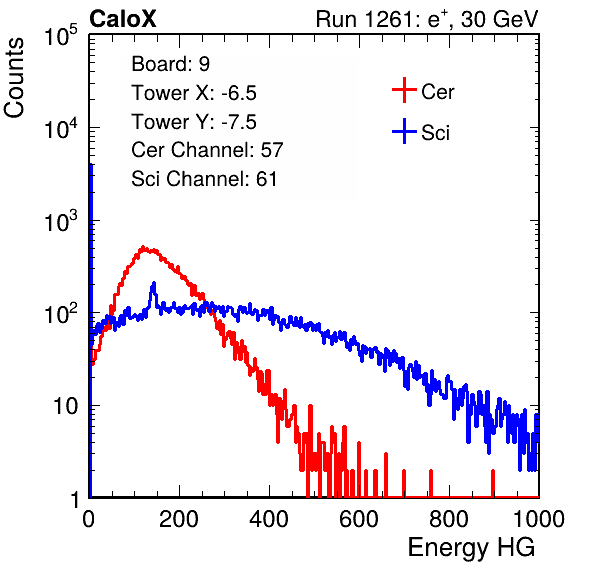 CaloX Run 1261: e⁺, 30 GeV
Counts
Board: 9
Tower X: -6.5
Tower Y: -7.5
Cer Channel: 57
Sci Channel: 61
Cer
Sci
10⁵
10⁴
10³
10²
10
1
0 200 400 600 800 1000
Energy HG